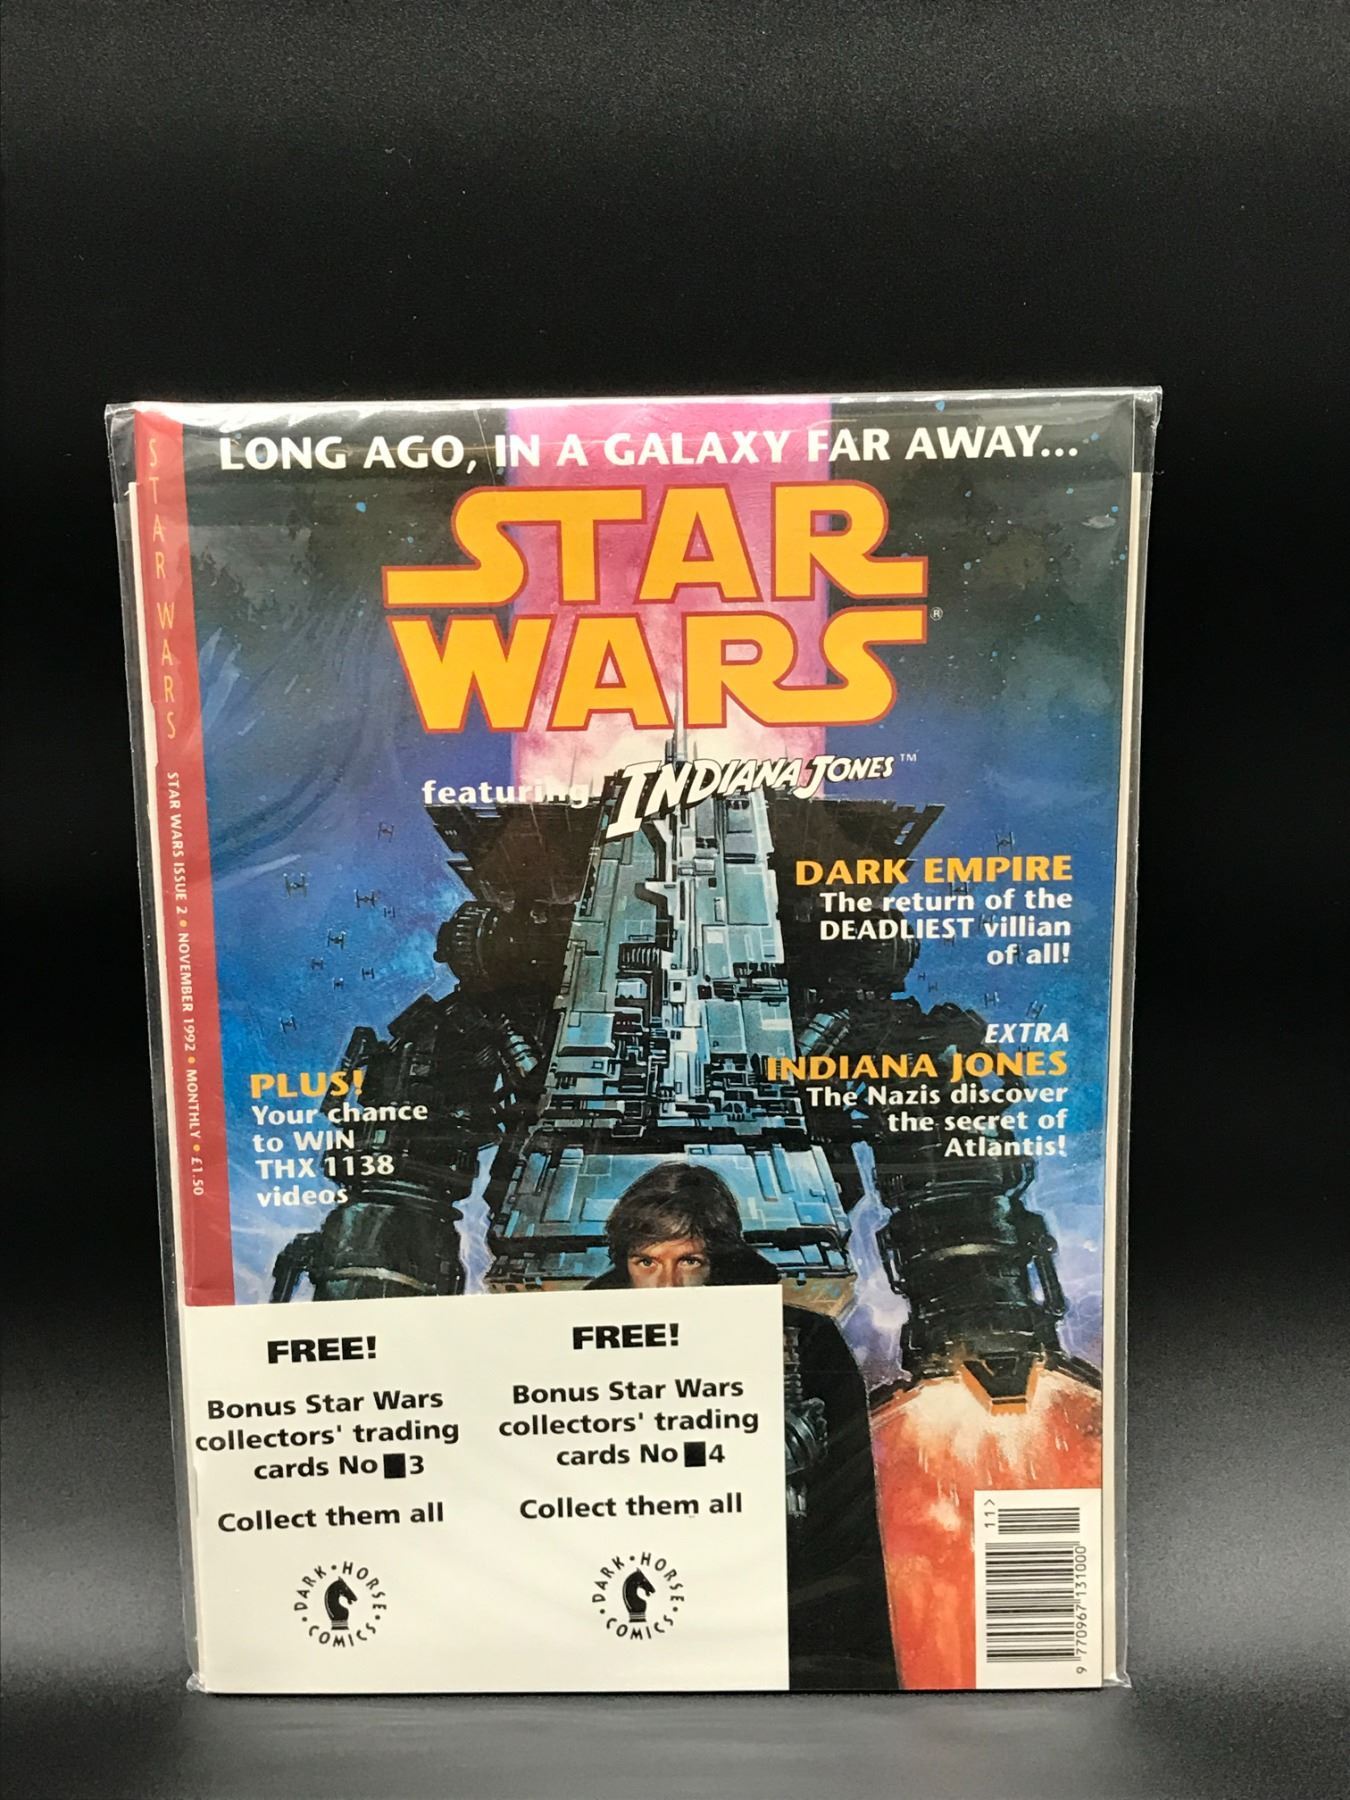 LONG AGO, IN A GALAXY FAR AWAY...
STAR
WARS®
featuring INDIANA JONES™
STAR WARS
STAR WARS ISSUE 2 • NOVEMBER 1992 • MONTHLY • £1.50
DARK EMPIRE
The return of the
DEADLIEST villian
of all!
EXTRA
INDIANA JONES
The Nazis discover
the secret of
Atlantis!
PLUS!
Your chance
to WIN
THX 1138
videos
FREE!
Bonus Star Wars
collectors' trading
cards No ■3
Collect them all
DARK • HORSE • COMICS •
FREE!
Bonus Star Wars
collectors' trading
cards No ■4
Collect them all
DARK • HORSE • COMICS •
11>
9 770967 131000